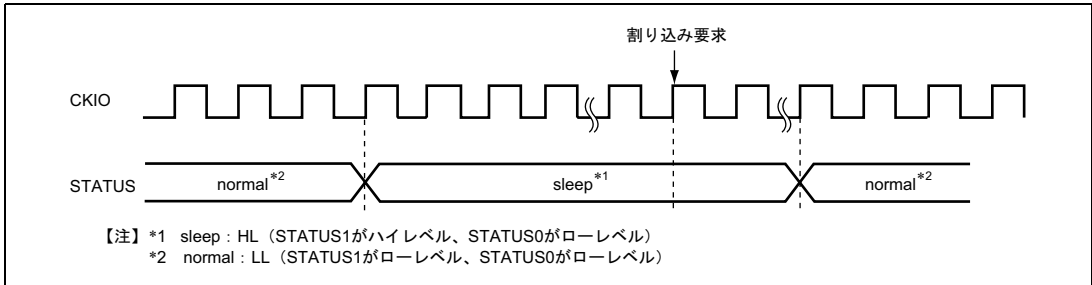 割り込み要求
CKIO
STATUS
normal*2
sleep*1
normal*2
【注】*1 sleep:HL(STATUS1がハイレベル、STATUS0がローレベル)
*2 normal:LL(STATUS1がローレベル、STATUS0がローレベル)